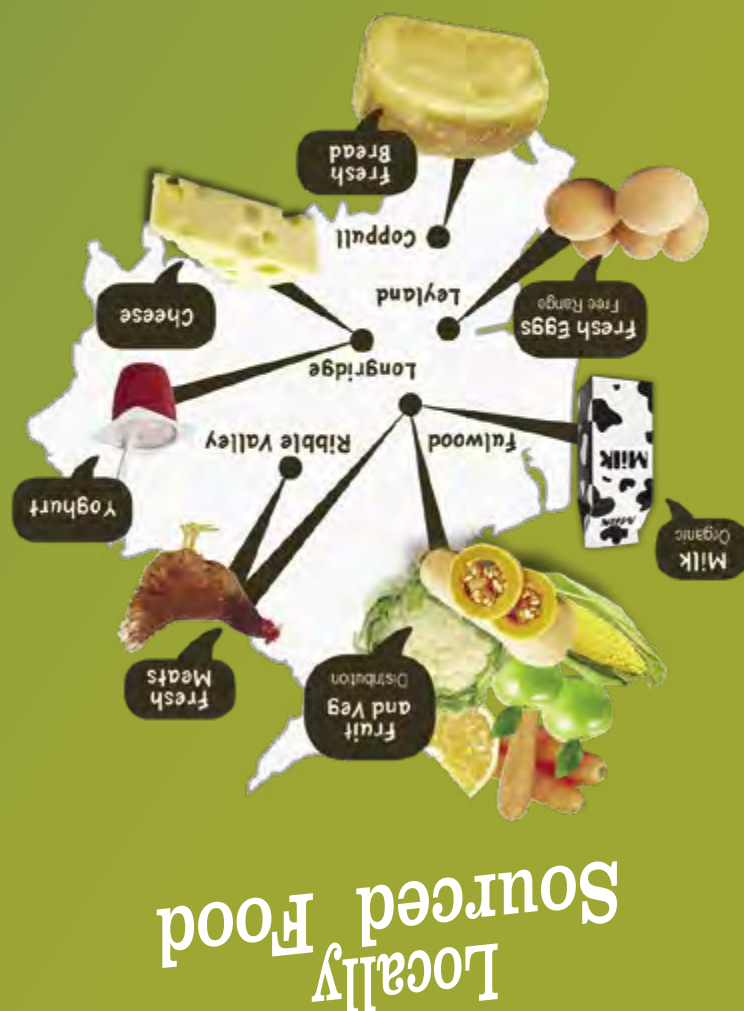 Locally
Sourced Food
Fruit
and Veg
Distribution
Fresh
Meats
Milk
Organic
Milk
Milk
Yoghurt
Fulwood
Ribble Valley
Longridge
Fresh Eggs
Free Range
Cheese
Leyland
Coppull
Fresh
Bread